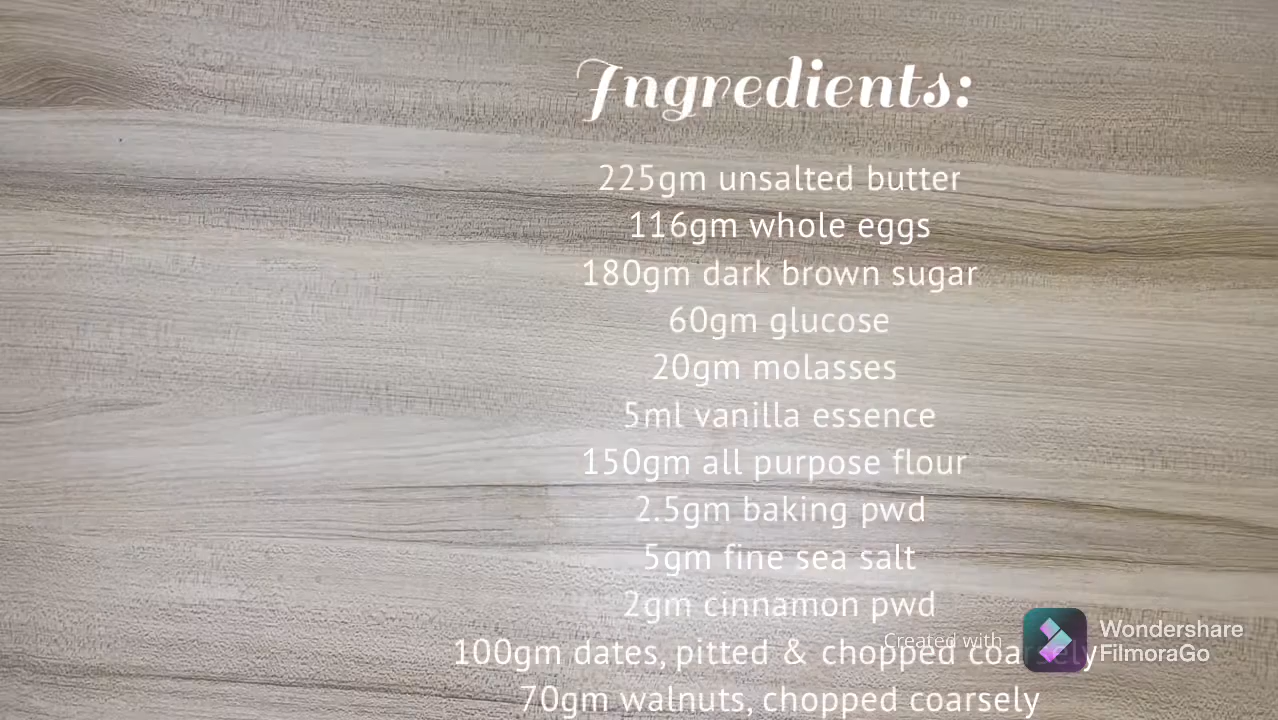 Ingredients:
225gm unsalted butter
116gm whole eggs
180gm dark brown sugar
60gm glucose
20gm molasses
5ml vanilla essence
150gm all purpose flour
2.5gm baking pwd
5gm fine sea salt
2gm cinnamon pwd
100gm dates, pitted & chopped coarsely
70gm walnuts, chopped coarsely
Created with
Wondershare
FilmoraGo